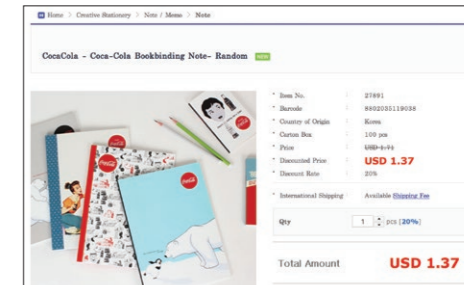 Home > Creative Stationery > Note / Memo > Note
CocaCola - Coca-Cola Bookbinding Note- Random NEW
Item No. : 27891
Barcode : 8802035119038
Country of Origin : Korea
Carton Box : 100 pcs
Price : USD 1.71
Discounted Price : USD 1.37
Discount Rate : 20%
International Shipping : Available Shipping Fee
Qty 1 pcs [20%]
Total Amount USD 1.37